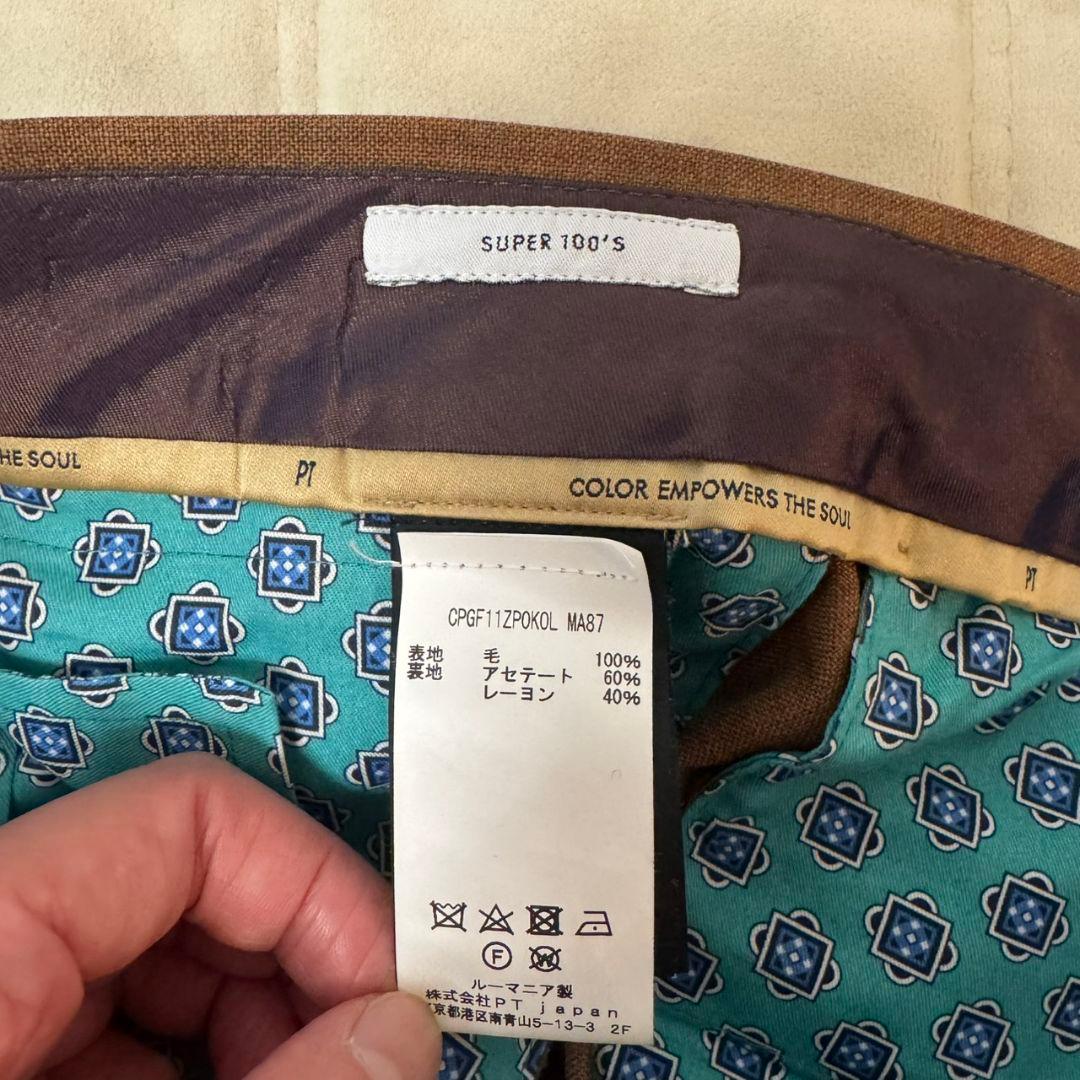 SUPER 100'S
HE SOUL
PT
COLOR EMPOWERS THE SOUL
PT
CPGF11ZP0KOL MA87
表地 毛 100%
裏地 アセテート 60%
レーヨン 40%
F W
ルーマニア製
株式会社PT japan
京都港区南青山5-13-3 2F